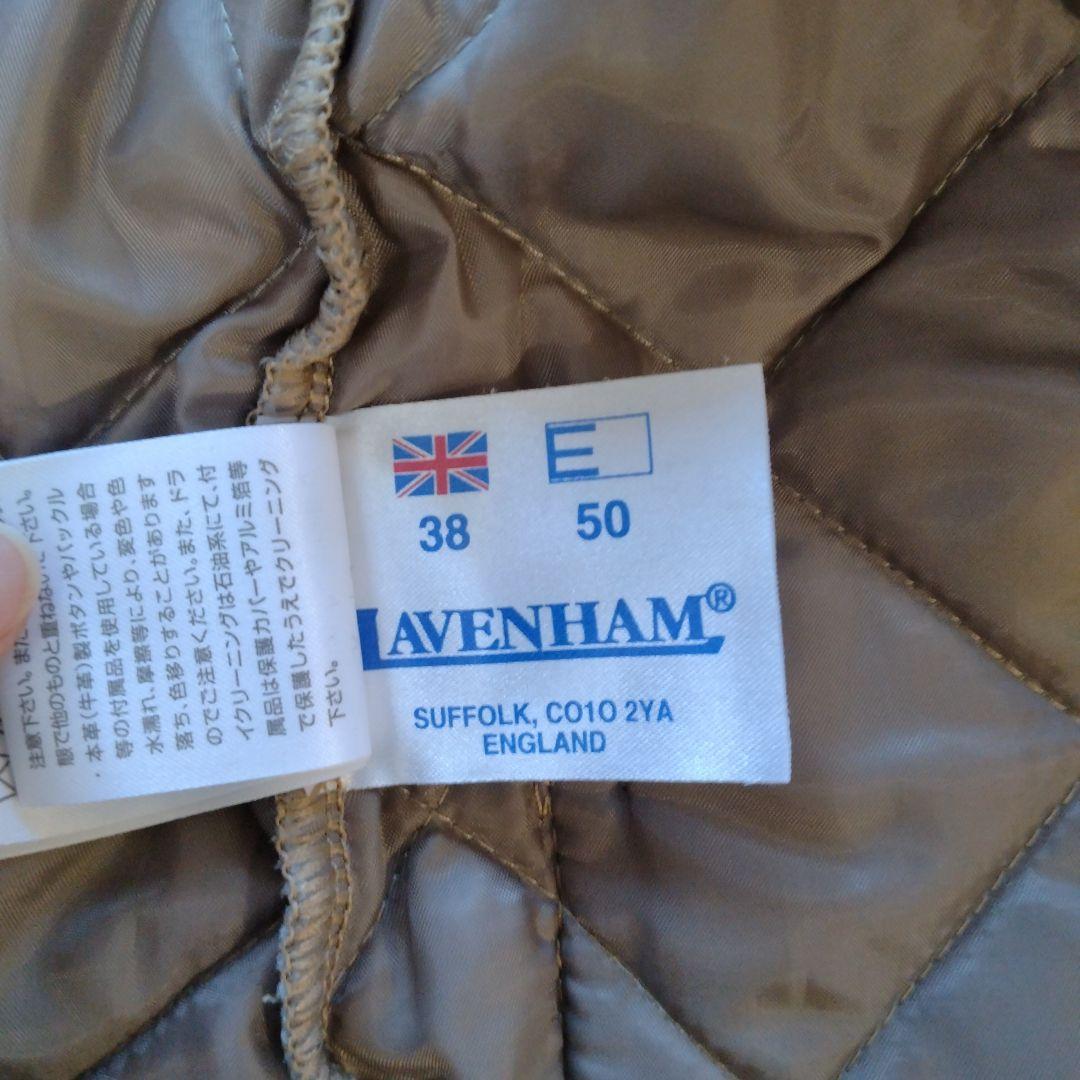 E
38 50
LAVENHAM®
SUFFOLK, CO10 2YA
ENGLAND
注意下さい。また
態で他のものと重ねないで下さい。
・本革(牛革)製ボタンやバックル
等の付属品を使用している場合
水濡れ、摩擦等により、変色や色
落ち、色移りすることがあります
のでご注意ください。また、ドラ
イクリーニングは石油系にて、付
属品は保護カバーやアルミ箔等
で保護したうえでクリーニング
下さい。